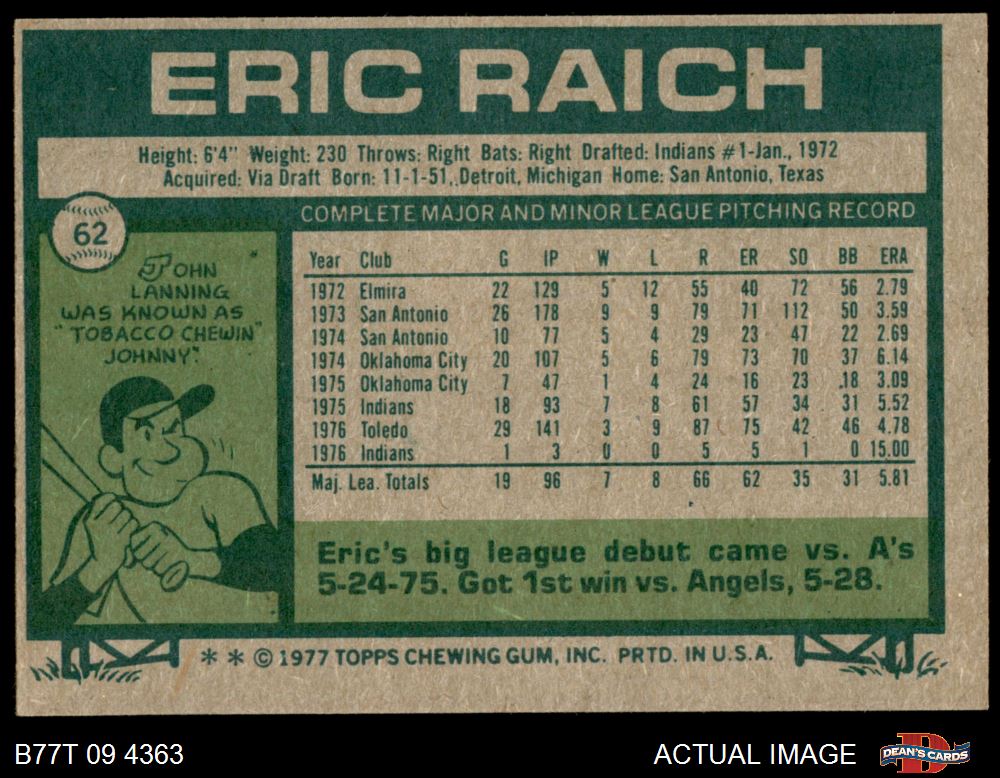 ERIC RAICH
Height: 6'4" Weight: 230 Throws: Right Bats: Right Drafted: Indians #1-Jan., 1972
Acquired: Via Draft Born: 11-1-51, Detroit, Michigan Home: San Antonio, Texas
62
JOHN
LANNING
WAS KNOWN AS
"TOBACCO CHEWIN'
JOHNNY".
COMPLETE MAJOR AND MINOR LEAGUE PITCHING RECORD
Year Club G IP W L R ER SO BB ERA
1972 Elmira 22 129 5 12 55 40 72 56 2.79
1973 San Antonio 26 178 9 9 79 71 112 50 3.59
1974 San Antonio 10 77 5 4 29 23 47 22 2.69
1974 Oklahoma City 20 107 5 6 79 73 70 37 6.14
1975 Oklahoma City 7 47 1 4 24 16 23 18 3.09
1975 Indians 18 93 7 8 61 57 34 31 5.52
1976 Toledo 29 141 3 9 87 75 42 46 4.78
1976 Indians 1 3 0 0 5 5 1 0 15.00
Maj. Lea. Totals 19 96 7 8 66 62 35 31 5.81
Eric's big league debut came vs. A's
5-24-75. Got 1st win vs. Angels, 5-28.
* * © 1977 TOPPS CHEWING GUM, INC. PRTD. IN U.S.A.
B77T 09 4363
ACTUAL IMAGE
DEAN'S CARDS